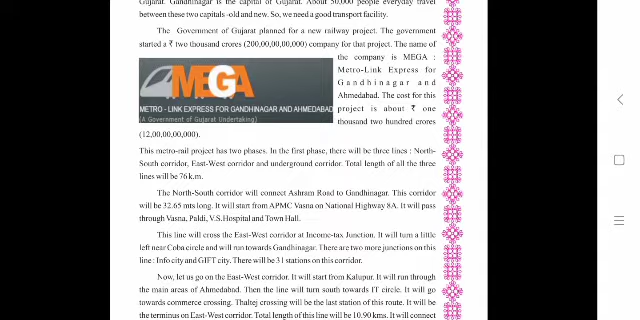 Gujarat. Gandhinagar is the capital of Gujarat. About 50,000 people everyday travel
between these two capitals -old and new. So, we need a good transport facility.
The Government of Gujarat planned for a new railway project. The government
started a ₹ two thousand crores (200,00,00,00,000) company for that project. The name of
the company is MEGA :
Metro-Link Express for
Gandhinagar and
Ahmedabad. The cost for this
project is about ₹ one
thousand two hundred crores
(12,00,00,00,000).
MEGA
METRO - LINK EXPRESS FOR GANDHINAGAR AND AHMEDABAD
(A Government of Gujarat Undertaking)
This metro-rail project has two phases. In the first phase, there will be three lines : North-
South corridor, East-West corridor and underground corridor. Total length of all the three
lines will be 76 k.m.
The North-South corridor will connect Ashram Road to Gandhinagar. This corridor
will be 32.65 mts long. It will start from APMC Vasna on National Highway 8A. It will pass
through Vasna, Paldi, V.S.Hospital and Town Hall.
This line will cross the East-West corridor at Income-tax Junction. It will turn a little
left near Coba circle and will run towards Gandhinagar. There are two more junctions on this
line : Info city and GIFT city. There will be 31 stations on this corridor.
Now, let us go on the East-West corridor. It will start from Kalupur. It will run through
the main areas of Ahmedabad. Then the line will turn south towards IT circle. It will go
towards commerce crossing. Thaltej crossing will be the last station of this route. It will be
the terminus on East-West corridor. Total length of this line will be 10.90 kms. It will connect